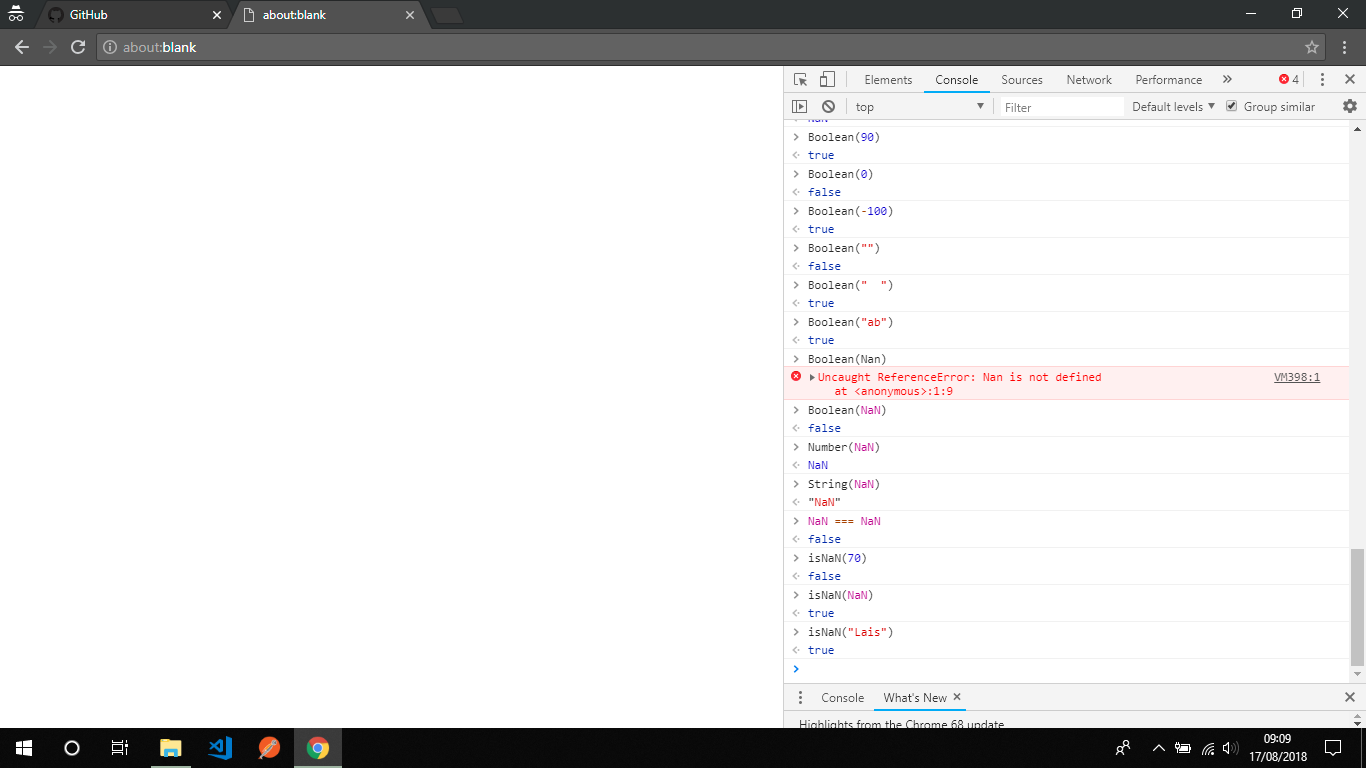 GitHub
about:blank
about:blank
Elements Console Sources Network Performance » 4
top Filter Default levels Group similar
NaN
Boolean(90)
true
Boolean(0)
false
Boolean(-100)
true
Boolean("")
false
Boolean("  ")
true
Boolean("ab")
true
Boolean(Nan)
Uncaught ReferenceError: Nan is not defined VM398:1
at <anonymous>:1:9
Boolean(NaN)
false
Number(NaN)
NaN
String(NaN)
"NaN"
NaN === NaN
false
isNaN(70)
false
isNaN(NaN)
true
isNaN("Lais")
true
Console What's New
Highlights from the Chrome 68 update
09:09
17/08/2018